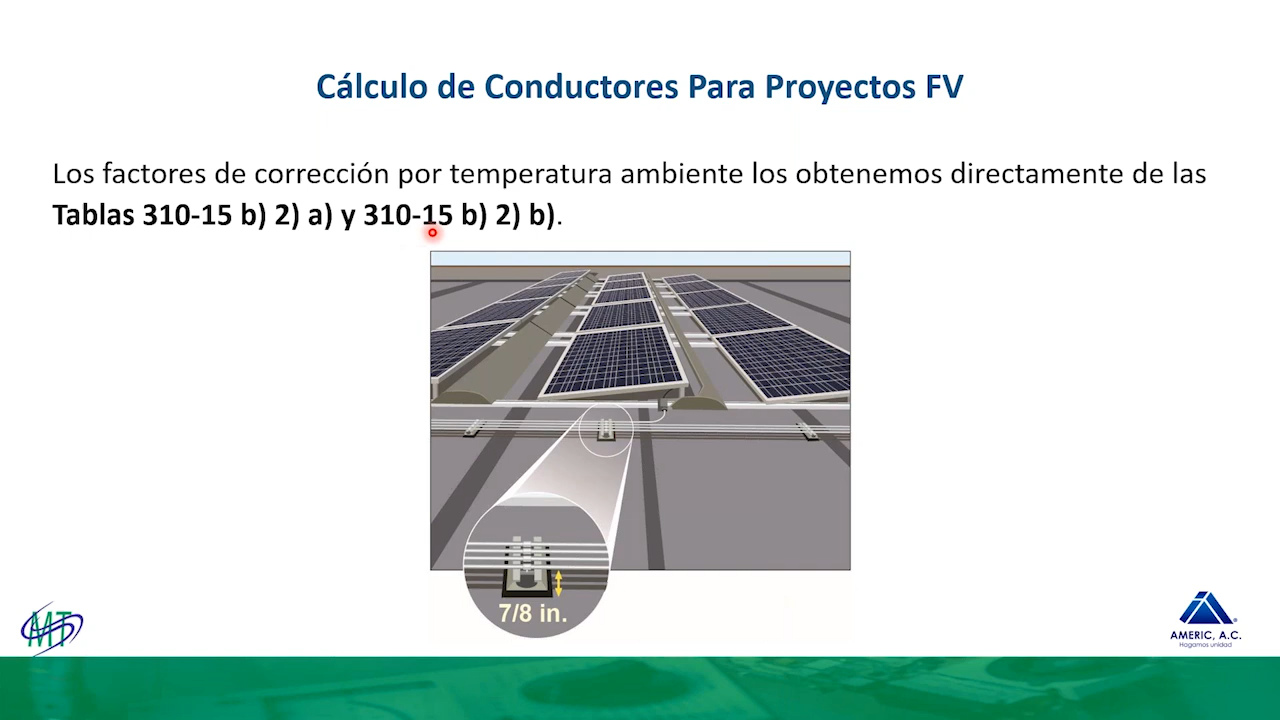 Cálculo de Conductores Para Proyectos FV
Los factores de corrección por temperatura ambiente los obtenemos directamente de las
Tablas 310-15 b) 2) a) y 310-15 b) 2) b).
7/8 in.
MT
AMERIC, A.C.
Hagamos unidad